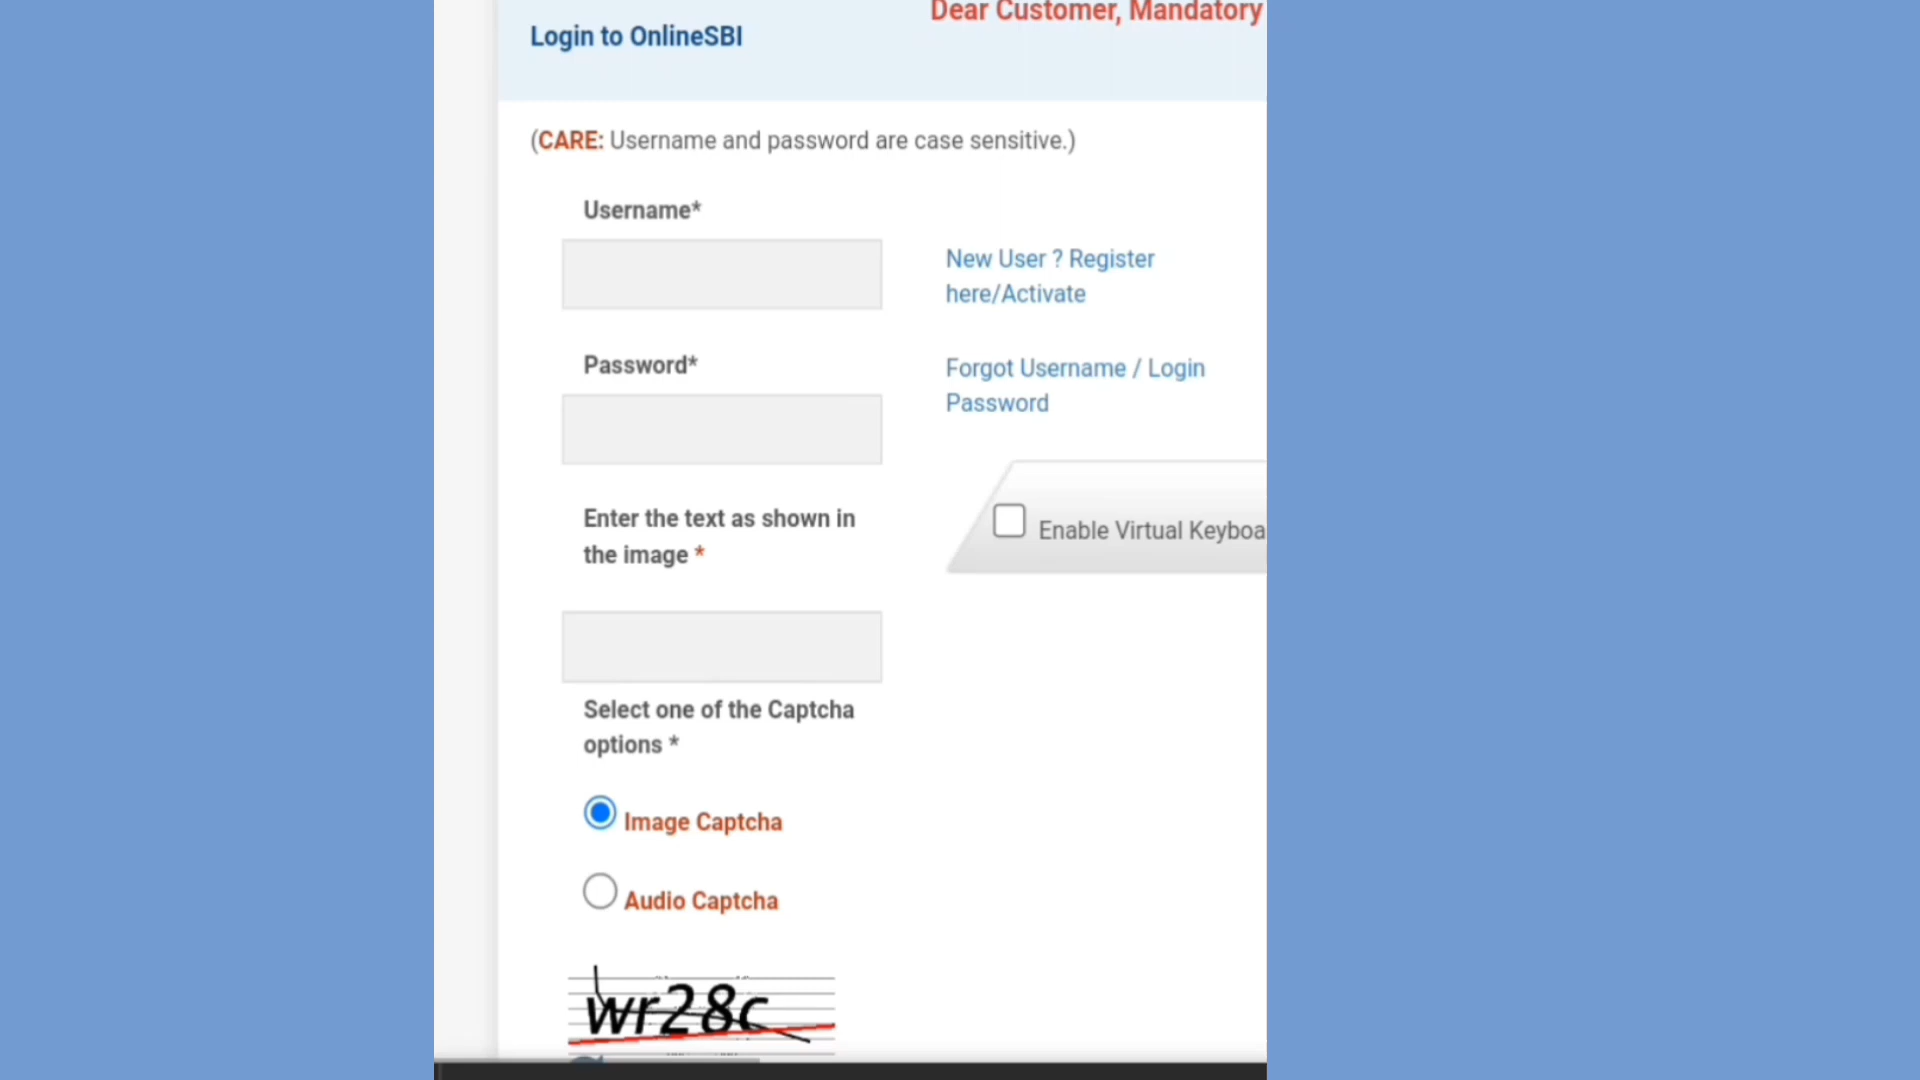 Dear Customer, Mandatory
Login to OnlineSBI
(CARE: Username and password are case sensitive.)
Username*
New User ? Register
here/Activate
Password*
Forgot Username / Login
Password
Enter the text as shown in
the image *
Enable Virtual Keyboa
Select one of the Captcha
options *
Image Captcha
Audio Captcha
wr28c